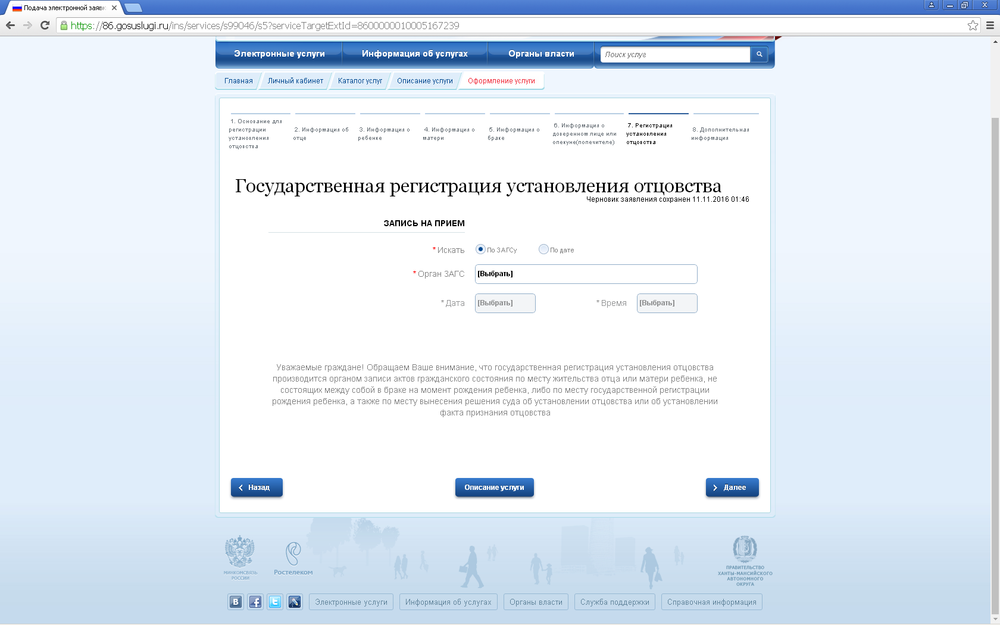 Подача электронной заявк
https://86.gosuslugi.ru/ins/services/s99046/s5?serviceTargetExtId=8600000010005167239
Электронные услуги
Информация об услугах
Органы власти
Поиск услуг
Главная
Личный кабинет
Каталог услуг
Описание услуги
Оформление услуги
1. Основание для
регистрации
установления
отцовства
2. Информация об
отце
3. Информация о
ребенке
4. Информация о
матери
5. Информация о
браке
6. Информация о
доверенном лице или
опекуне(попечителе)
7. Регистрация
установления
отцовства
8. Дополнительная
информация
Государственная регистрация установления отцовства
Черновик заявления сохранен 11.11.2016 01:46
ЗАПИСЬ НА ПРИЕМ
*Искать
По ЗАГСу
По дате
*Орган ЗАГС
[Выбрать]
*Дата
[Выбрать]
*Время
[Выбрать]
Уважаемые граждане! Обращаем Ваше внимание, что государственная регистрация установления отцовства
производится органом записи актов гражданского состояния по месту жительства отца или матери ребенка, не
состоящих между собой в браке на момент рождения ребенка, либо по месту государственной регистрации
рождения ребенка, а также по месту вынесения решения суда об установлении отцовства или об установлении
факта признания отцовства
Назад
Описание услуги
Далее
МИНКОМСВЯЗЬ
РОССИИ
Ростелеком
ПРАВИТЕЛЬСТВО
ХАНТЫ-МАНСИЙСКОГО
АВТОНОМНОГО
ОКРУГА
В
f
t
Электронные услуги
Информация об услугах
Органы власти
Служба поддержки
Справочная информация